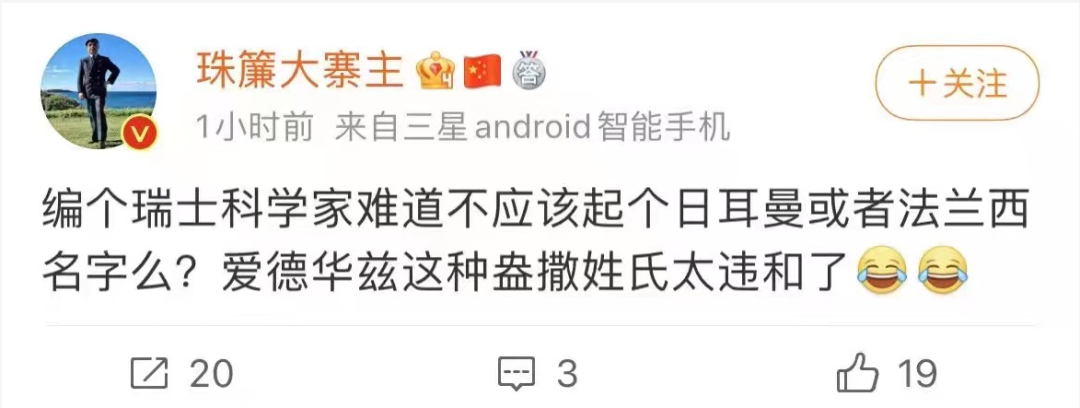 珠簾大寨主
答
V
+关注
1小时前 来自三星android智能手机
编个瑞士科学家难道不应该起个日耳曼或者法兰西
名字么？爱德华兹这种盎撒姓氏太违和了😂😂
20 3 19